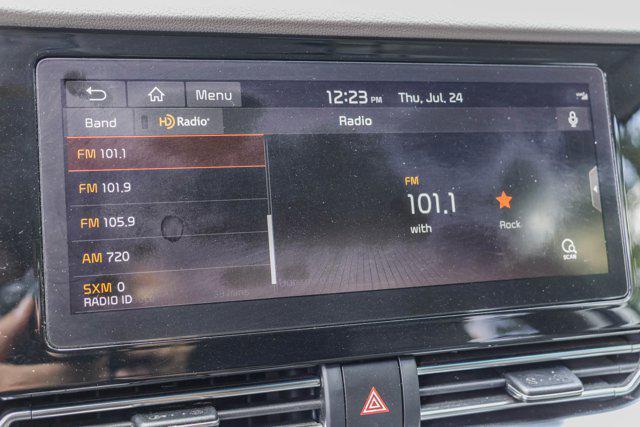 Menu
12:23 PM
Thu, Jul, 24
Band
HD Radio
Radio
FM 101.1
FM 101.9
FM 105.9
AM 720
SXM 0
RADIO ID
FM
101.1
with
Rock
SCAN